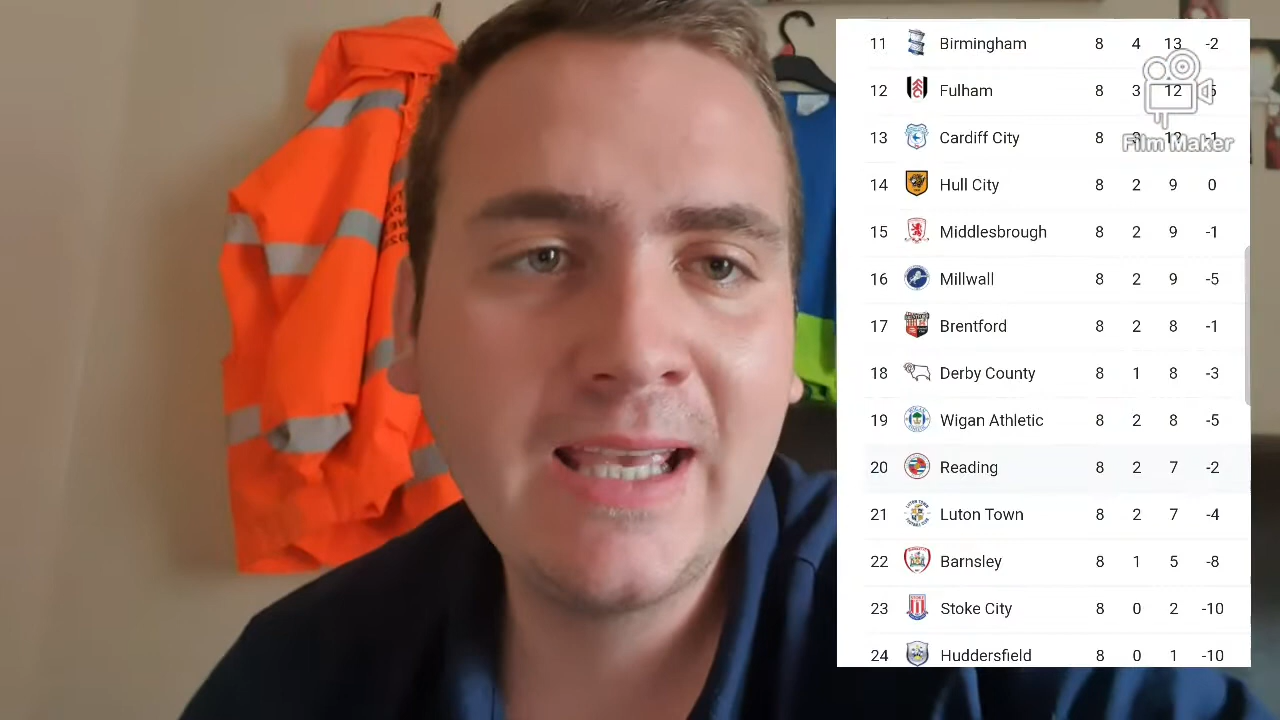 11 Birmingham 8 4 13 -2
12 Fulham 8 3 12 5
13 Cardiff City 8 12 -1
Film Maker
14 Hull City 8 2 9 0
15 Middlesbrough 8 2 9 -1
16 Millwall 8 2 9 -5
17 Brentford 8 2 8 -1
18 Derby County 8 1 8 -3
19 Wigan Athletic 8 2 8 -5
20 Reading 8 2 7 -2
21 Luton Town 8 2 7 -4
22 Barnsley 8 1 5 -8
23 Stoke City 8 0 2 -10
24 Huddersfield 8 0 1 -10